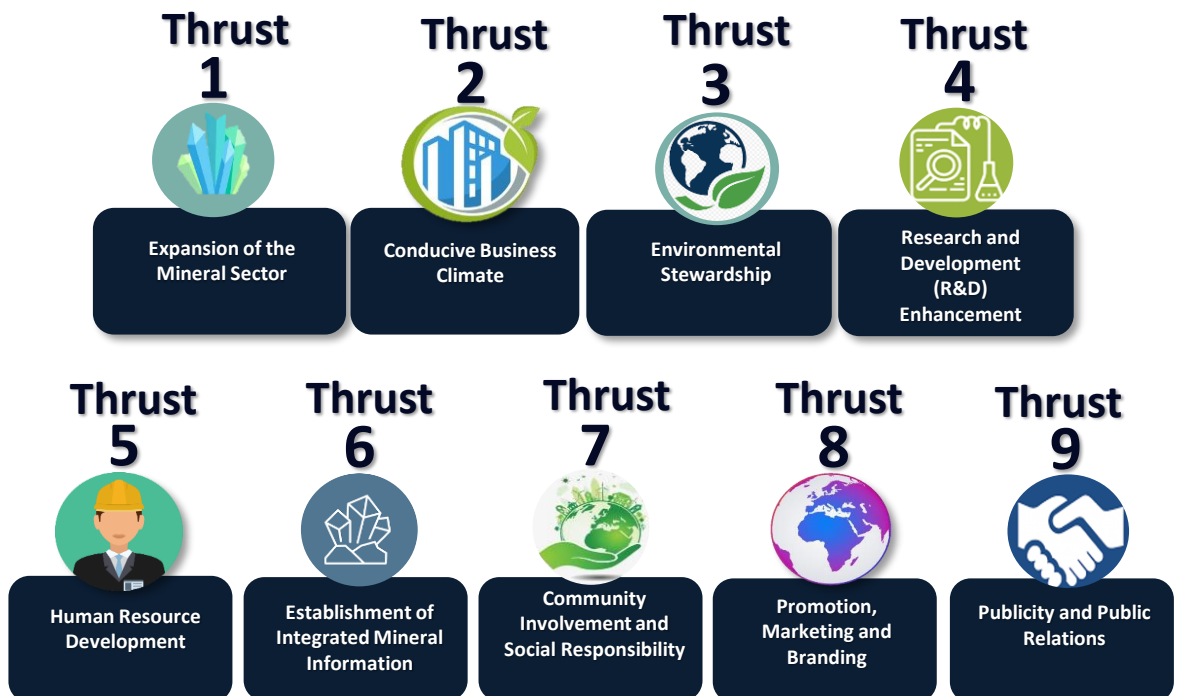 Thrust
1
Expansion of the
Mineral Sector
Thrust
2
Conducive Business
Climate
Thrust
3
Environmental
Stewardship
Thrust
4
Research and
Development
(R&D)
Enhancement
Thrust
5
Human Resource
Development
Thrust
6
Establishment of
Integrated Mineral
Information
Thrust
7
Community
Involvement and
Social Responsibility
Thrust
8
Promotion,
Marketing and
Branding
Thrust
9
Publicity and Public
Relations